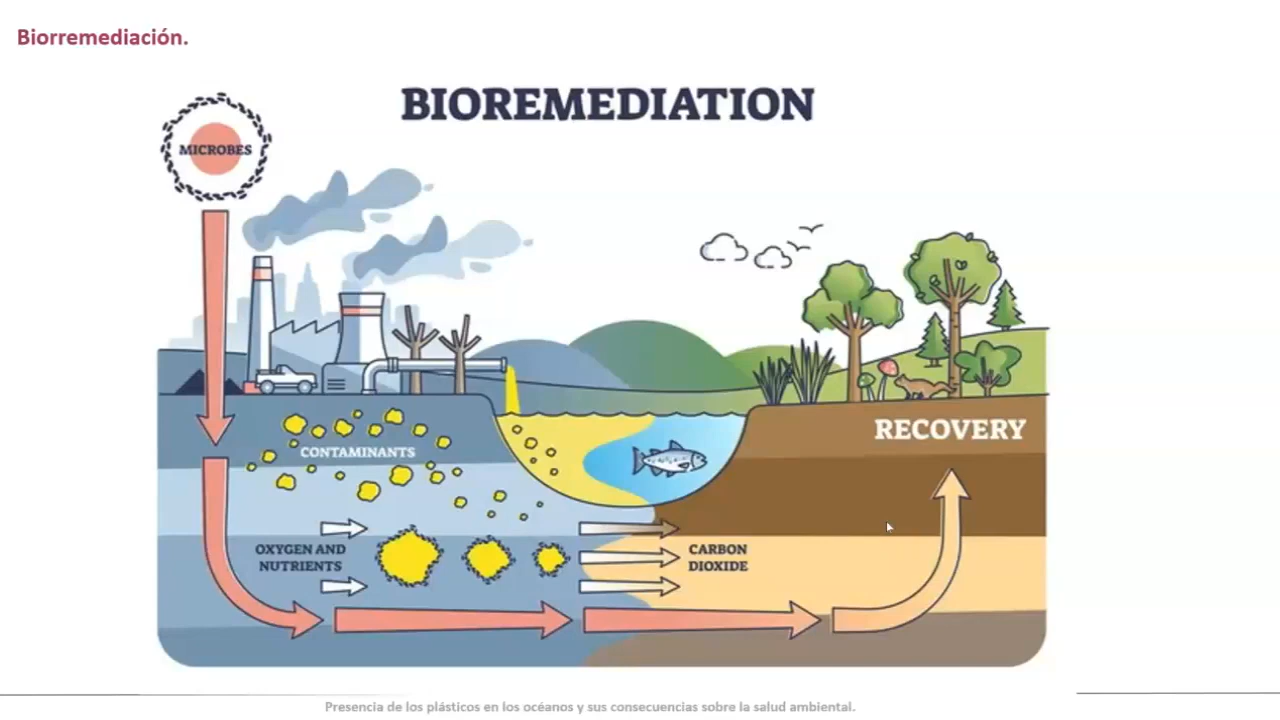 Biorremediación.
BIOREMEDIATION
MICROBES
RECOVERY
CONTAMINANTS
OXYGEN AND
NUTRIENTS
CARBON
DIOXIDE
Presencia de los plásticos en los océanos y sus consecuencias sobre la salud ambiental.